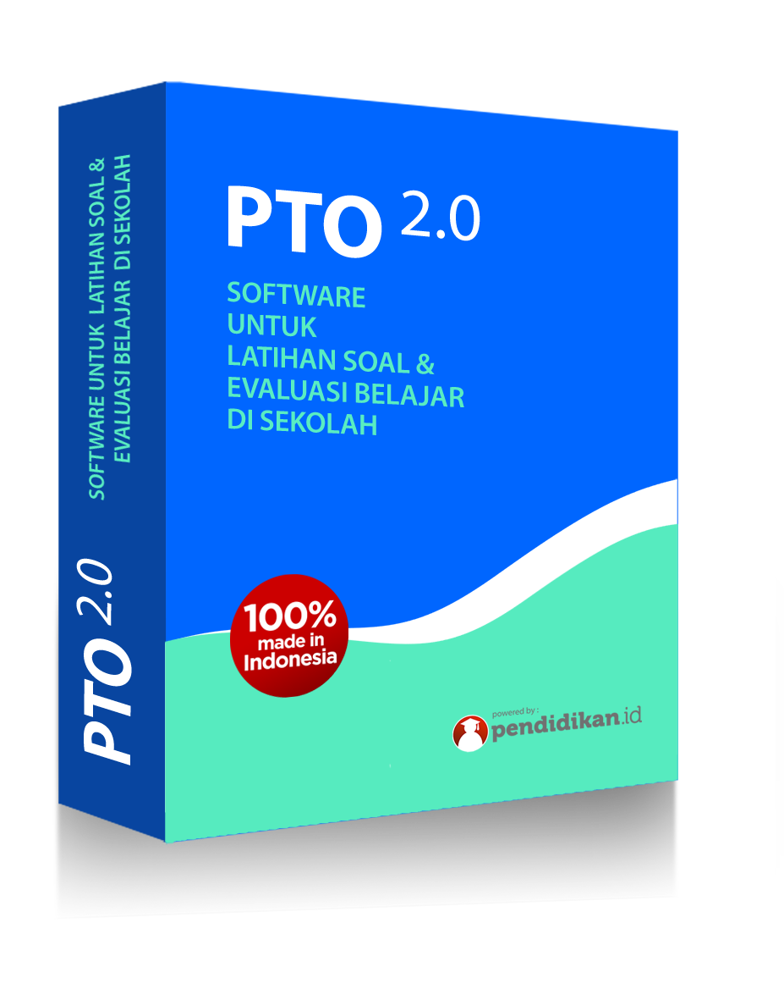 SOFTWARE UNTUK LATIHAN SOAL &
EVALUASI BELAJAR DI SEKOLAH
PTO 2.0
PTO 2.0
SOFTWARE
UNTUK
LATIHAN SOAL &
EVALUASI BELAJAR
DI SEKOLAH
100%
made in
Indonesia
powered by :
pendidikan.id